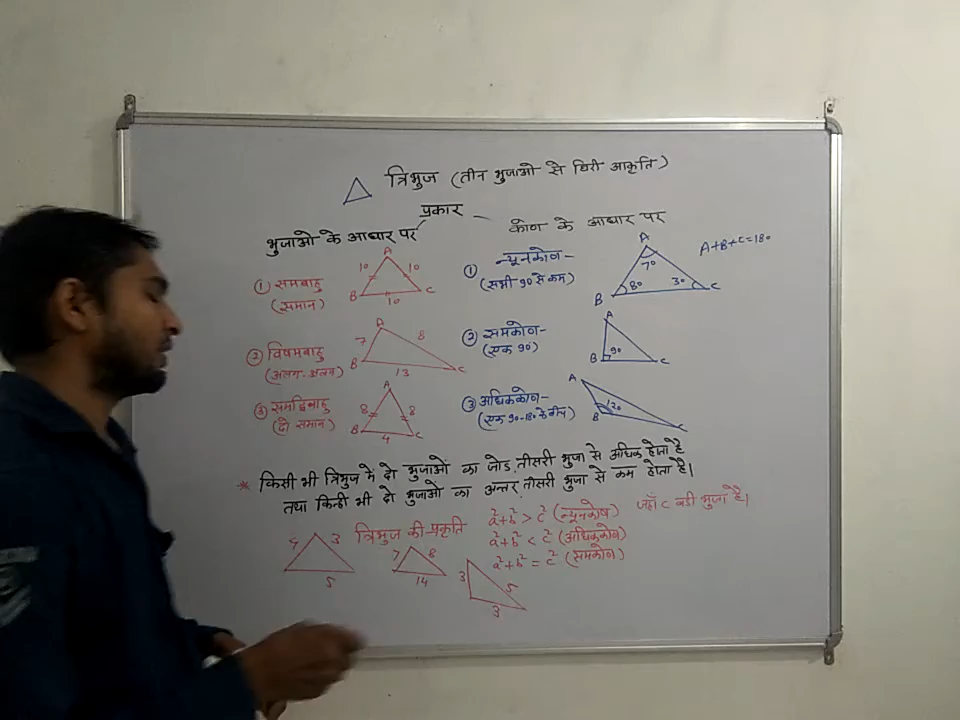 त्रिभुज (तीन भुजाओ से घिरी आकृति)
प्रकार
भुजाओ के आधार पर
① समबाहु
(समान)
A
10 10
B 10 C
② विषमबाहु
(अलग-अलग)
A
7 8
B 13 C
③ समद्विबाहु
(दो समान)
A
8 8
B 4 C
कोण के आधार पर
① न्यूनकोण-
(सभी 90 से कम)
A
70
80 30
B C
A+B+C=180
② समकोण-
(एक 90)
A
B 90 C
③ अधिककोण-
(एक 90-180 के बीच)
A
120
B C
* किसी भी त्रिभुज में दो भुजाओं का जोड़, तीसरी भुजा से अधिक होता है
तथा किन्ही भी दो भुजाओ का अन्तर, तीसरी भुजा से कम होता है।
त्रिभुज की प्रकृति
a²+b² > c² (न्यूनकोण) जहाँ c बडी भुजा है।
a²+b² < c² (अधिककोण)
a²+b² = c² (समकोण)
4 3
5
7 8
14
3 5
3